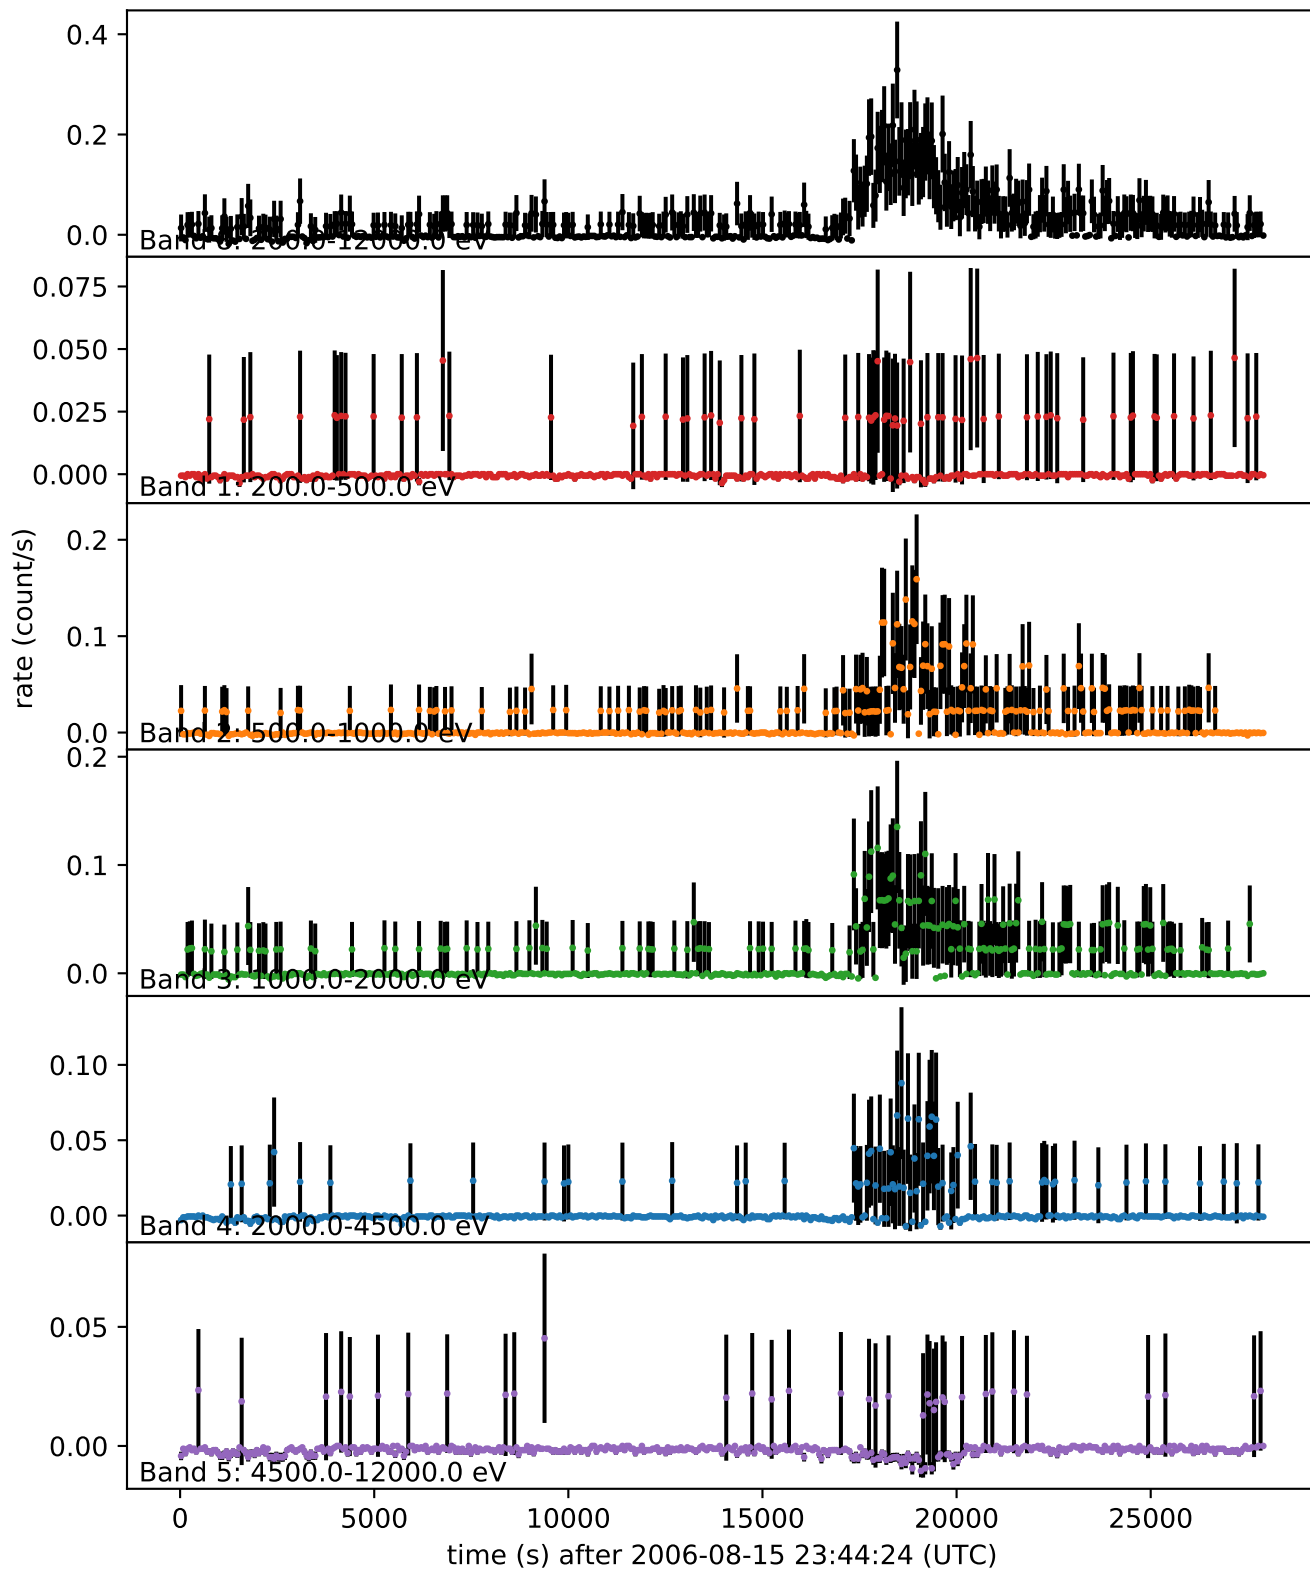 0.4
0.2
0.0
Band 8: 200.0-12000.0 eV
0.075
0.050
0.025
0.000
Band 1: 200.0-500.0 eV
rate (count/s)
0.2
0.1
0.0
Band 2: 500.0-1000.0 eV
0.2
0.1
0.0
Band 3: 1000.0-2000.0 eV
0.10
0.05
0.00
Band 4: 2000.0-4500.0 eV
0.05
0.00
Band 5: 4500.0-12000.0 eV
0 5000 10000 15000 20000 25000
time (s) after 2006-08-15 23:44:24 (UTC)